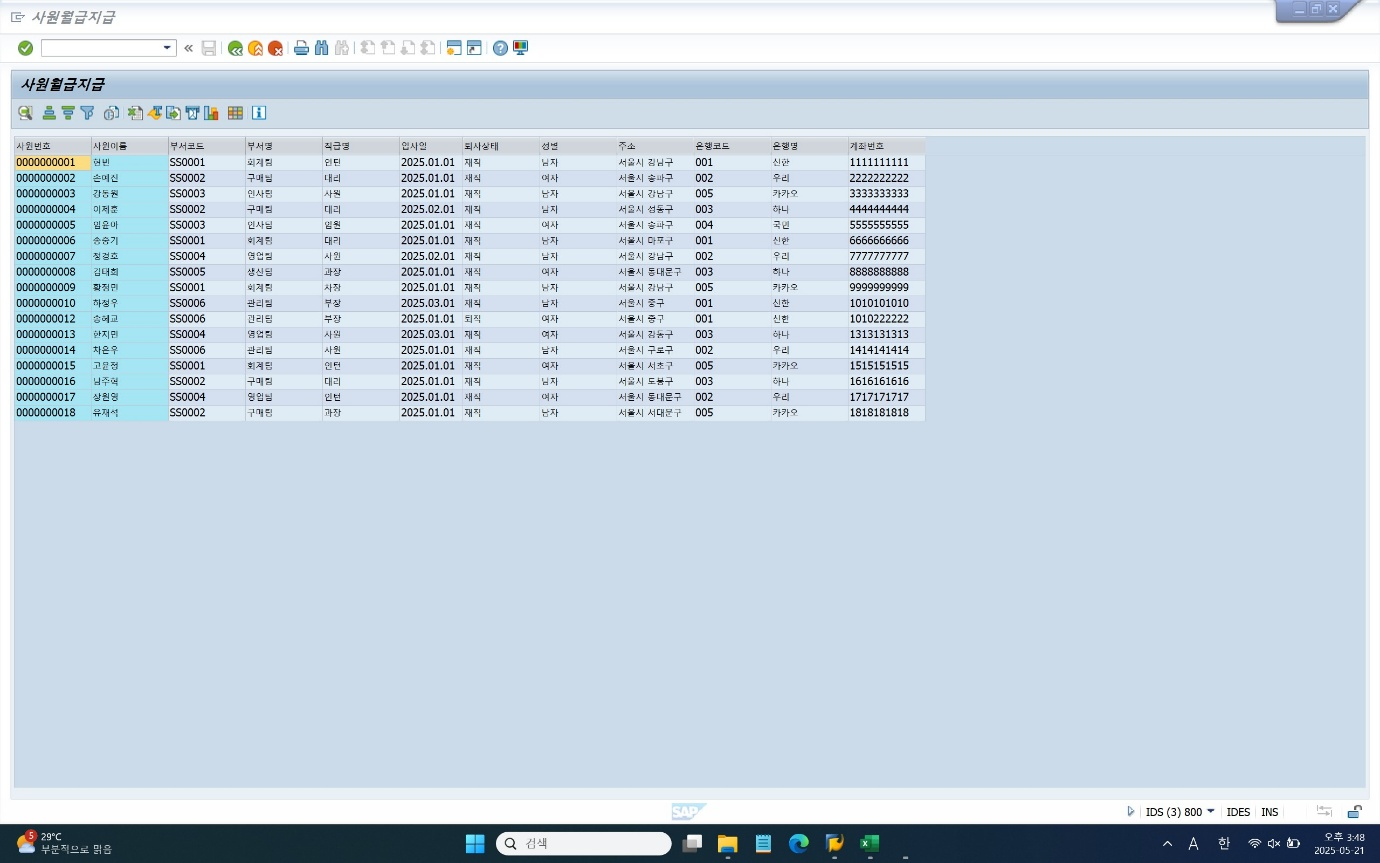 사원월급지급
사원월급지급
사원번호 사원이름 부서코드 부서명 직급명 입사일 퇴사상태 성별 주소 은행코드 은행명 계좌번호
0000000001 현빈 SS0001 회계팀 인턴 2025.01.01 재직 남자 서울시 강남구 001 신한 1111111111
0000000002 손예진 SS0002 구매팀 대리 2025.01.01 재직 여자 서울시 송파구 002 우리 2222222222
0000000003 강동원 SS0003 인사팀 사원 2025.01.01 재직 남자 서울시 강남구 005 카카오 3333333333
0000000004 이제훈 SS0002 구매팀 대리 2025.02.01 재직 남자 서울시 성동구 003 하나 4444444444
0000000005 임윤아 SS0003 인사팀 임원 2025.01.01 재직 여자 서울시 송파구 004 국민 5555555555
0000000006 송중기 SS0001 회계팀 대리 2025.01.01 재직 남자 서울시 마포구 001 신한 6666666666
0000000007 정경호 SS0004 영업팀 사원 2025.02.01 재직 남자 서울시 강남구 002 우리 7777777777
0000000008 김태희 SS0005 생산팀 과장 2025.01.01 재직 여자 서울시 동대문구 003 하나 8888888888
0000000009 황정민 SS0001 회계팀 차장 2025.01.01 재직 남자 서울시 강남구 005 카카오 9999999999
0000000010 하정우 SS0006 관리팀 부장 2025.03.01 재직 남자 서울시 중구 001 신한 1010101010
0000000012 송혜교 SS0006 관리팀 부장 2025.01.01 퇴직 여자 서울시 중구 001 신한 1010222222
0000000013 한지민 SS0004 영업팀 사원 2025.03.01 재직 여자 서울시 강동구 003 하나 1313131313
0000000014 차은우 SS0006 관리팀 사원 2025.01.01 재직 남자 서울시 구로구 002 우리 1414141414
0000000015 고윤정 SS0001 회계팀 인턴 2025.01.01 재직 여자 서울시 서초구 005 카카오 1515151515
0000000016 남주혁 SS0002 구매팀 대리 2025.01.01 재직 남자 서울시 도봉구 003 하나 1616161616
0000000017 장원영 SS0004 영업팀 인턴 2025.01.01 재직 여자 서울시 동대문구 002 우리 1717171717
0000000018 유재석 SS0002 구매팀 과장 2025.01.01 재직 남자 서울시 서대문구 005 카카오 1818181818
SAP
IDS (3) 800 IDES INS
5
29°C
부분적으로 맑음
검색
A 한
오후 3:48
2025-05-21